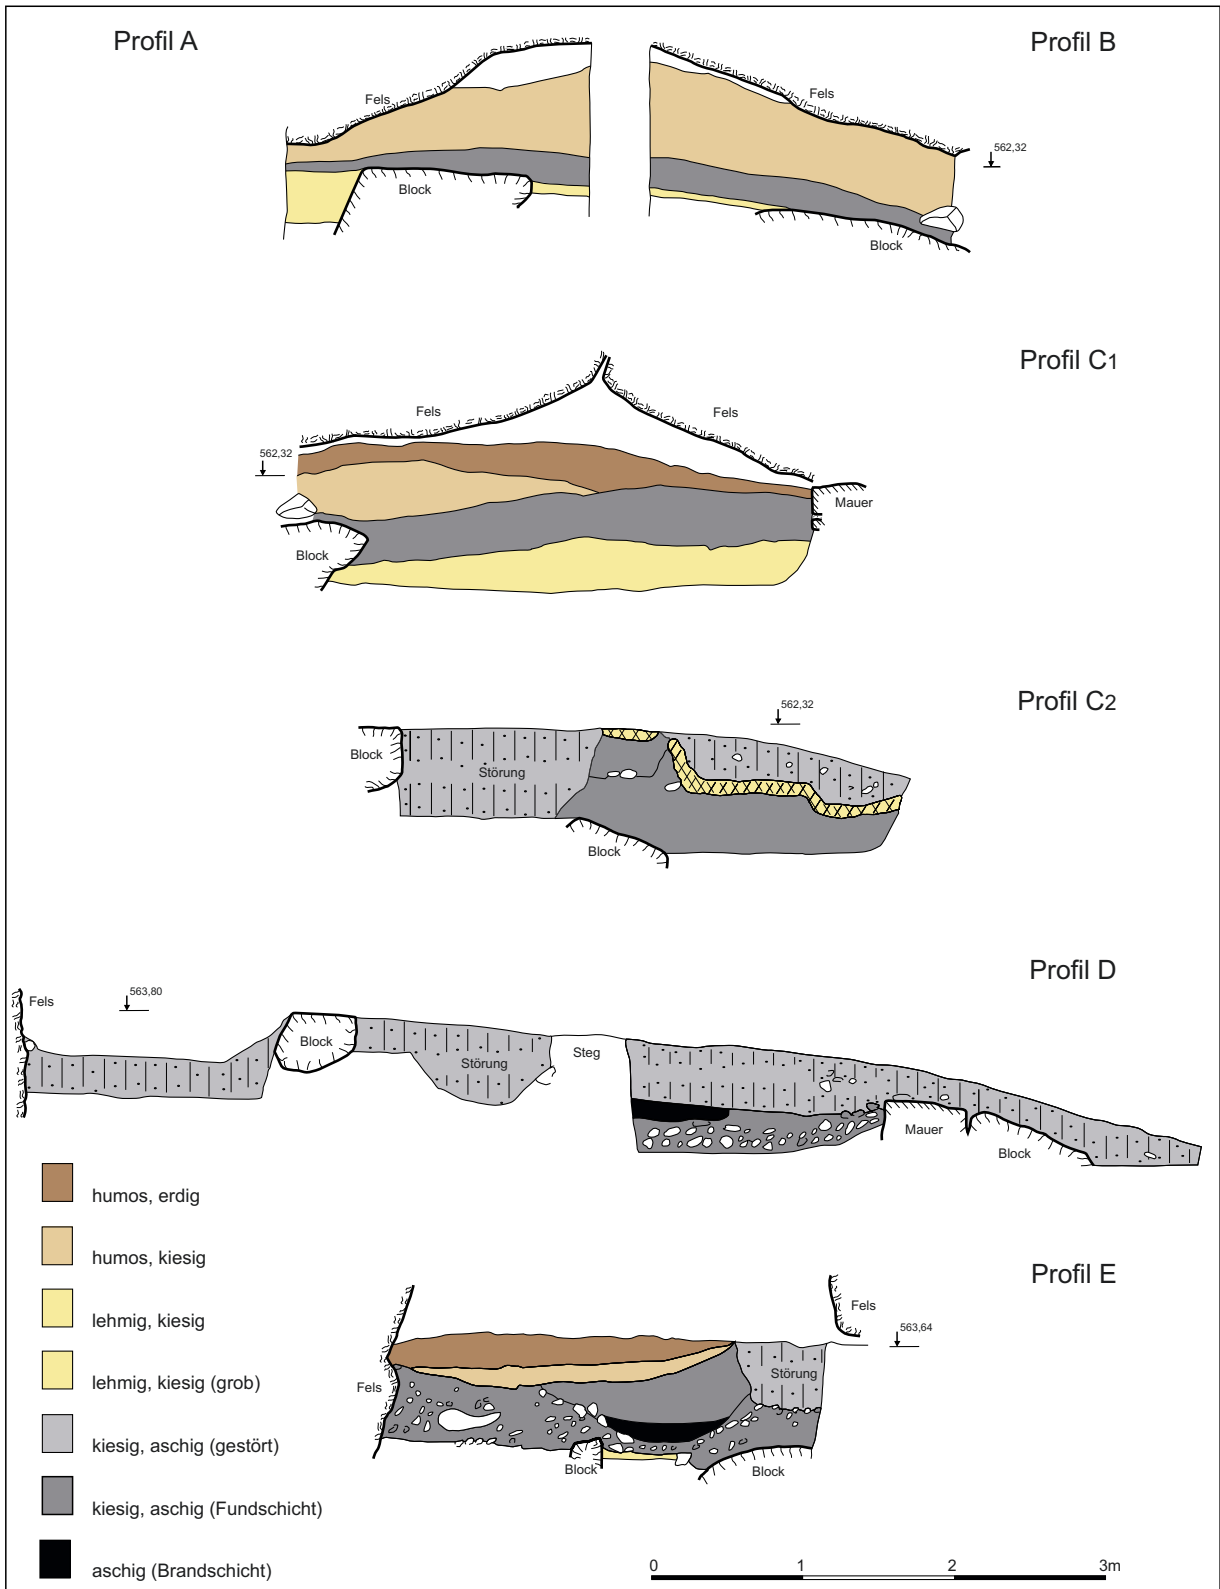 Profil A
Profil B
Fels
Fels
562,32
Block
Block
Profil C1
Fels
Fels
562,32
Mauer
Block
Profil C2
562,32
Block
Störung
Block
Profil D
Fels
563,80
Block
Störung
Steg
Mauer
Block
humos, erdig
humos, kiesig
lehmig, kiesig
lehmig, kiesig (grob)
kiesig, aschig (gestört)
kiesig, aschig (Fundschicht)
aschig (Brandschicht)
Profil E
Fels
563,64
Fels
Störung
Block
Block
0 1 2 3m